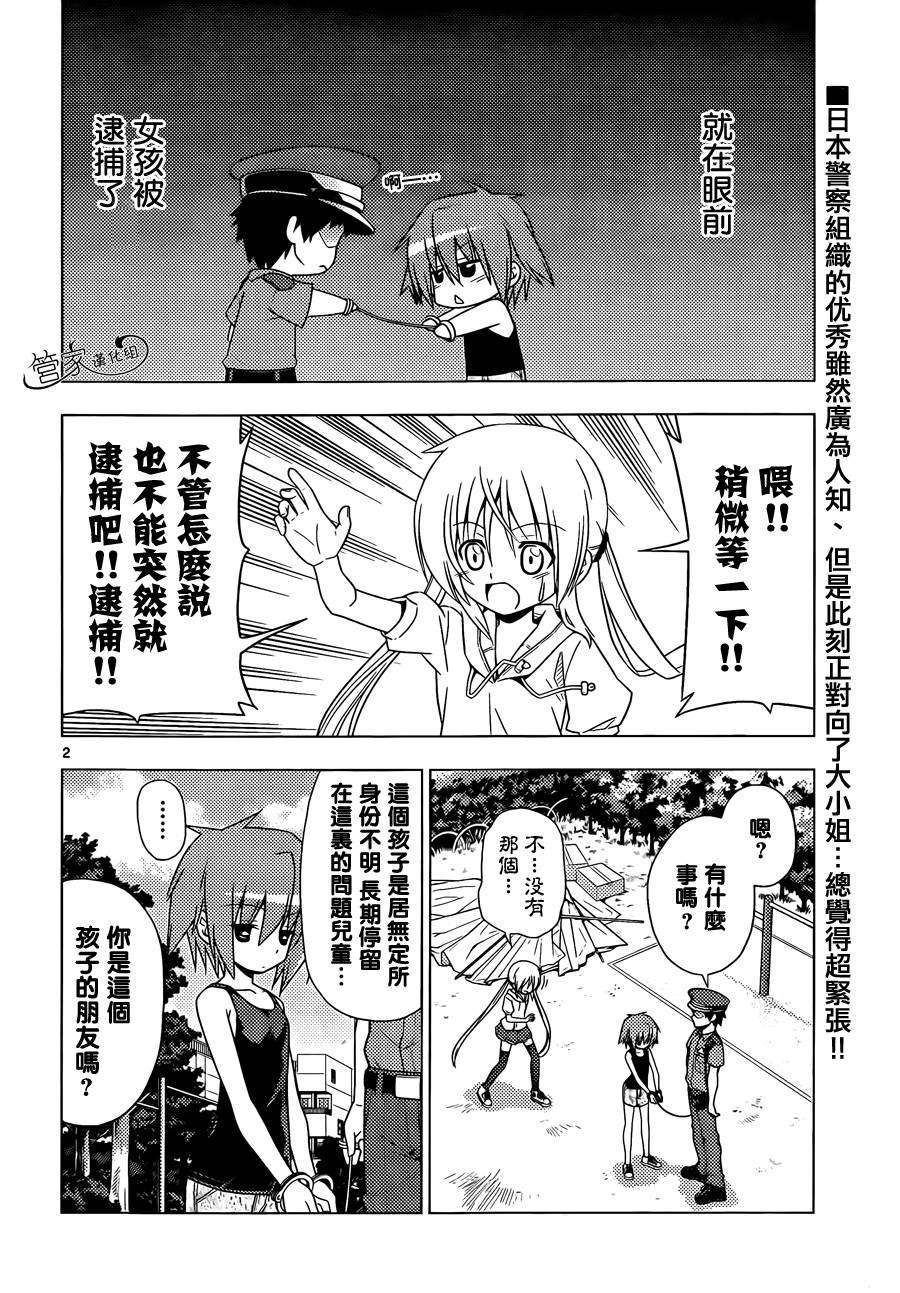 ■日本警察組織的优秀雖然廣為人知、但是此刻正對向了大小姐…總覺得超緊張!!
就在眼前
啊——…
女孩被
逮捕了
管家
漢化組
喂!!
稍微等一下!!
不管怎麼說
也不能突然就
逮捕吧!!逮捕!!
2
嗯?
有什麼
事嗎?
不…没有
那個…
這個孩子是居無定所
身份不明 長期停留
在這裏的問題兒童…
……
你是這個
孩子的朋友嗎?